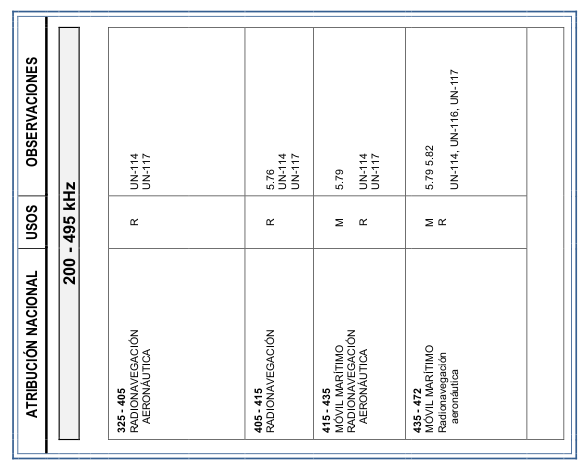 ATRIBUCIÓN NACIONAL USOS OBSERVACIONES
200 - 495 kHz
325 - 405
RADIONAVEGACIÓN R UN-114
AERONÁUTICA UN-117
405 - 415 5.76
RADIONAVEGACIÓN R UN-114
UN-117
415 - 435
MÓVIL MARÍTIMO M 5.79
RADIONAVEGACIÓN R UN-114
AERONÁUTICA UN-117
435 - 472
MÓVIL MARÍTIMO M 5.79 5.82
Radionavegación R
aeronáutica UN-114, UN-116, UN-117